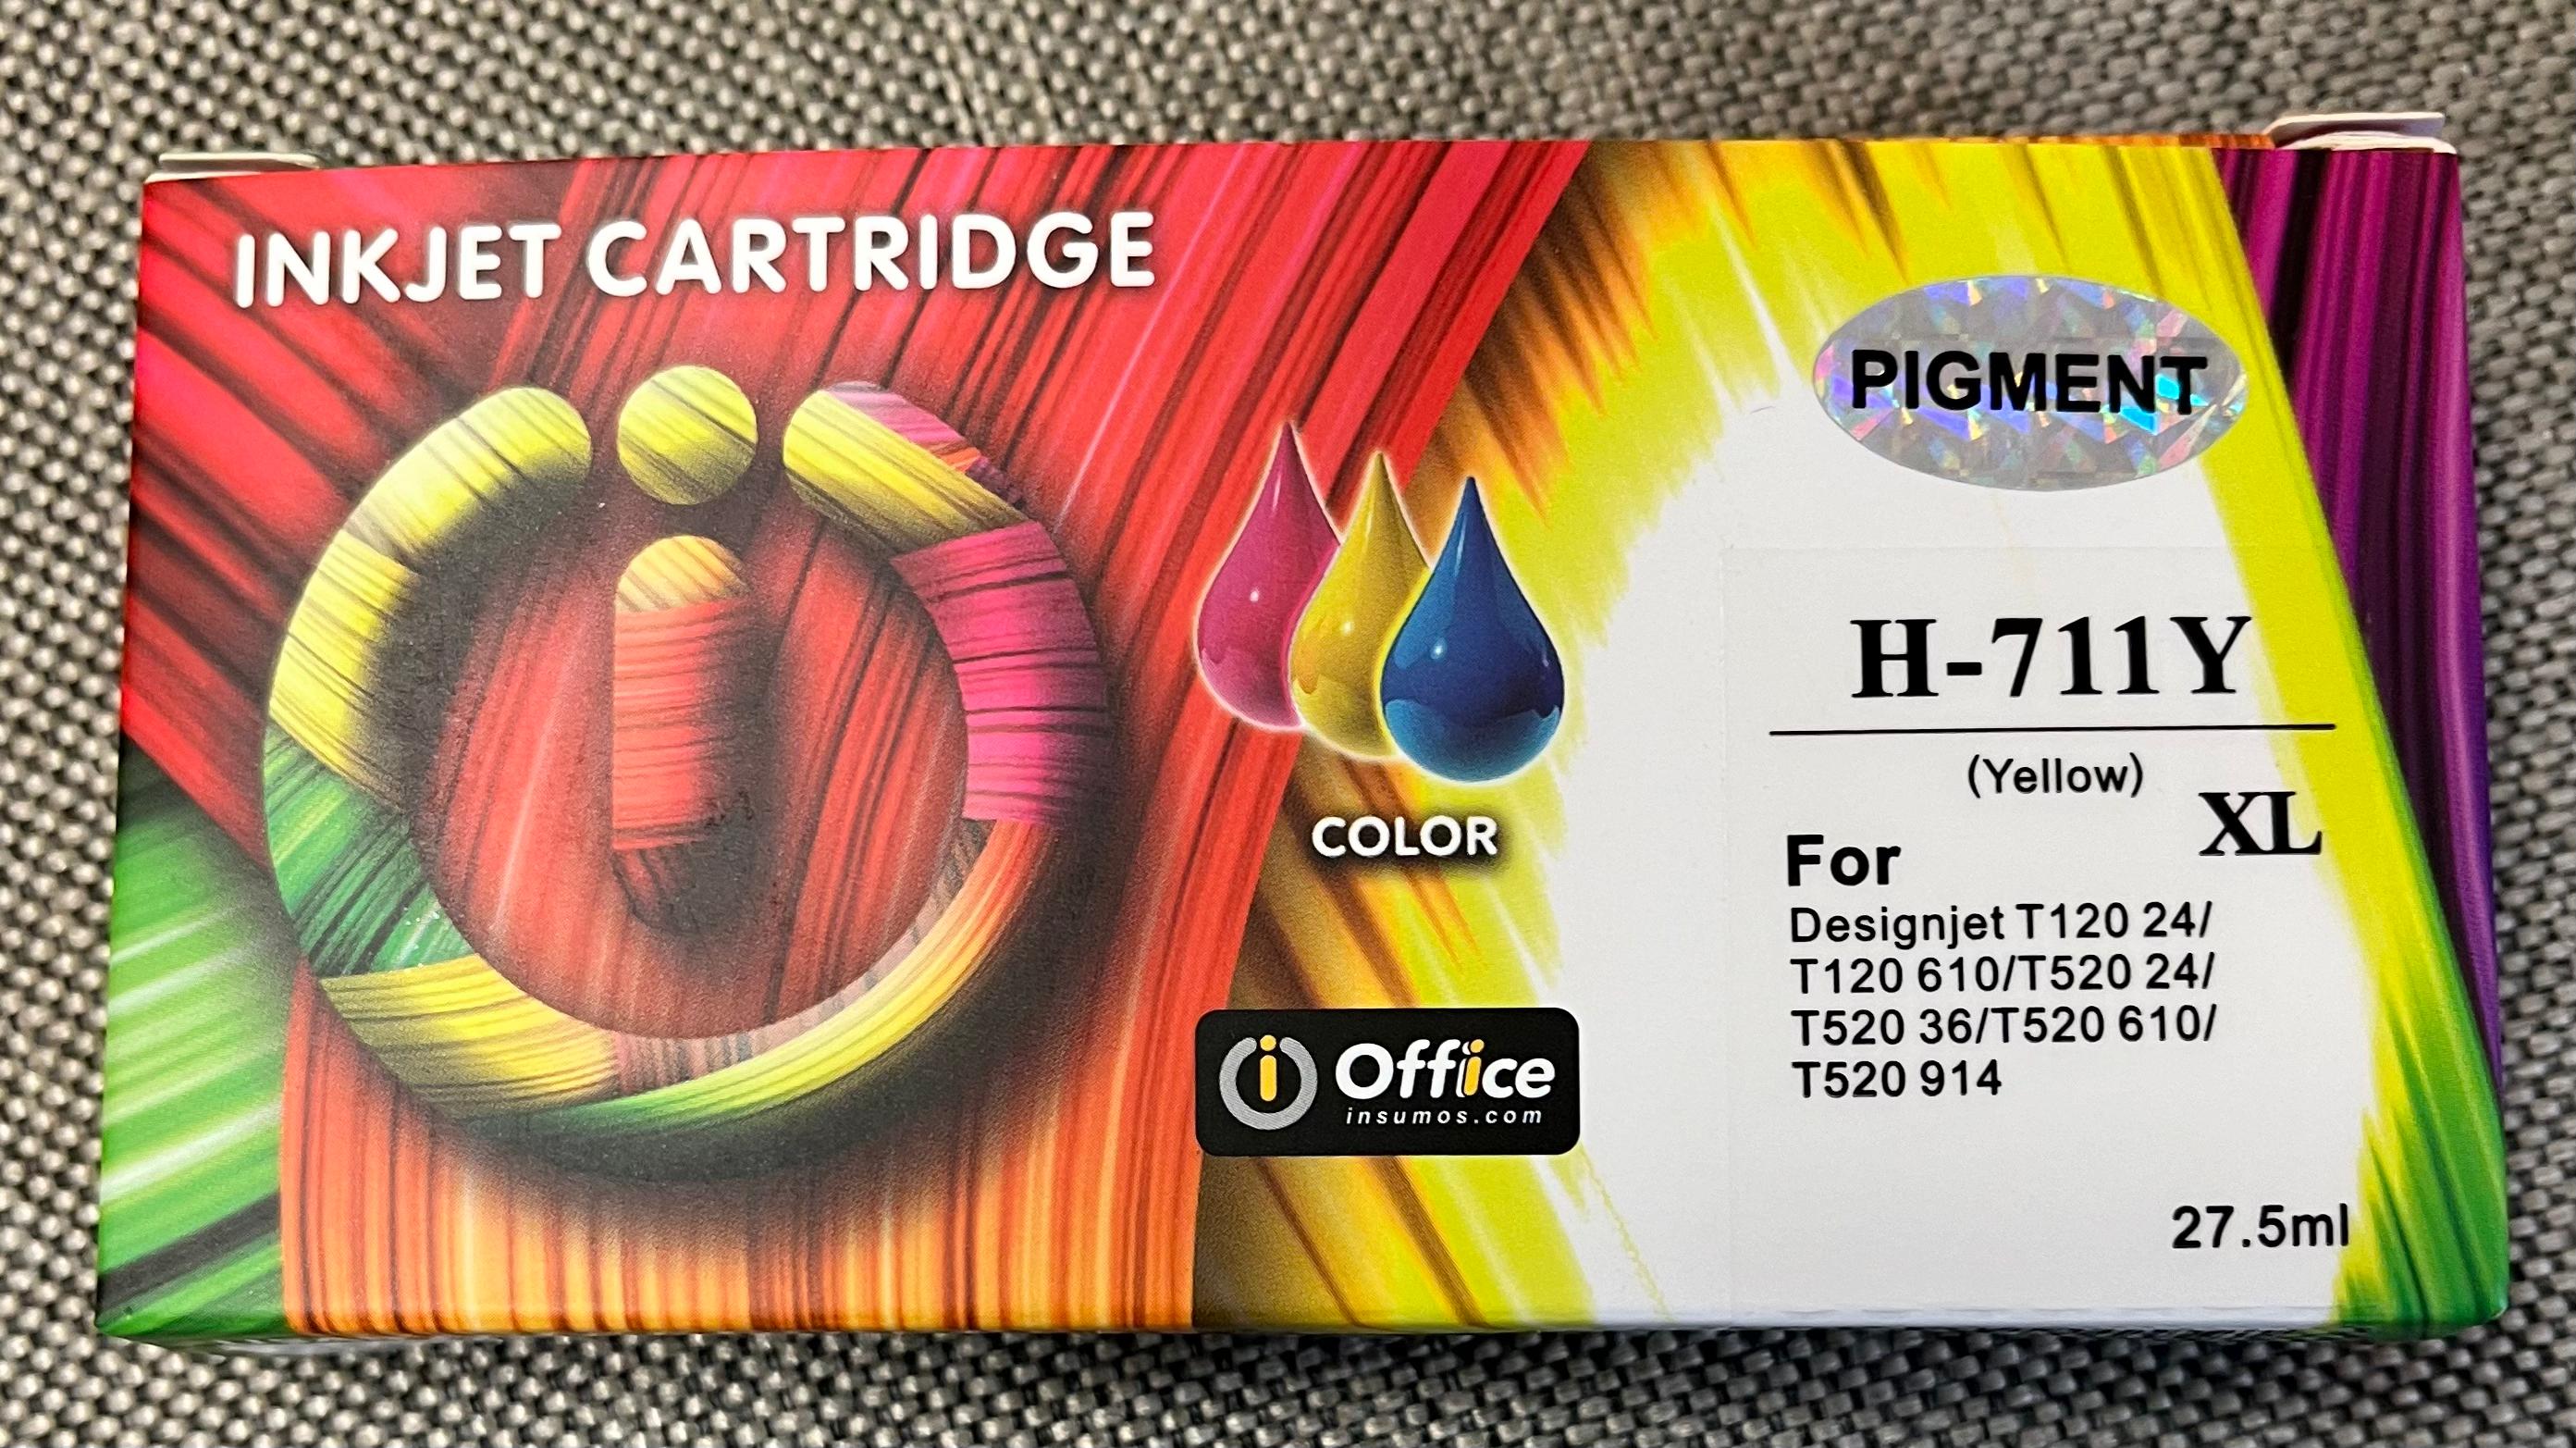 INKJET CARTRIDGE
PIGMENT
H-711Y
(Yellow)
XL
COLOR
For
Designjet T120 24/
T120 610/T520 24/
T520 36/T520 610/
T520 914
i Offiice
insumos.com
27.5ml